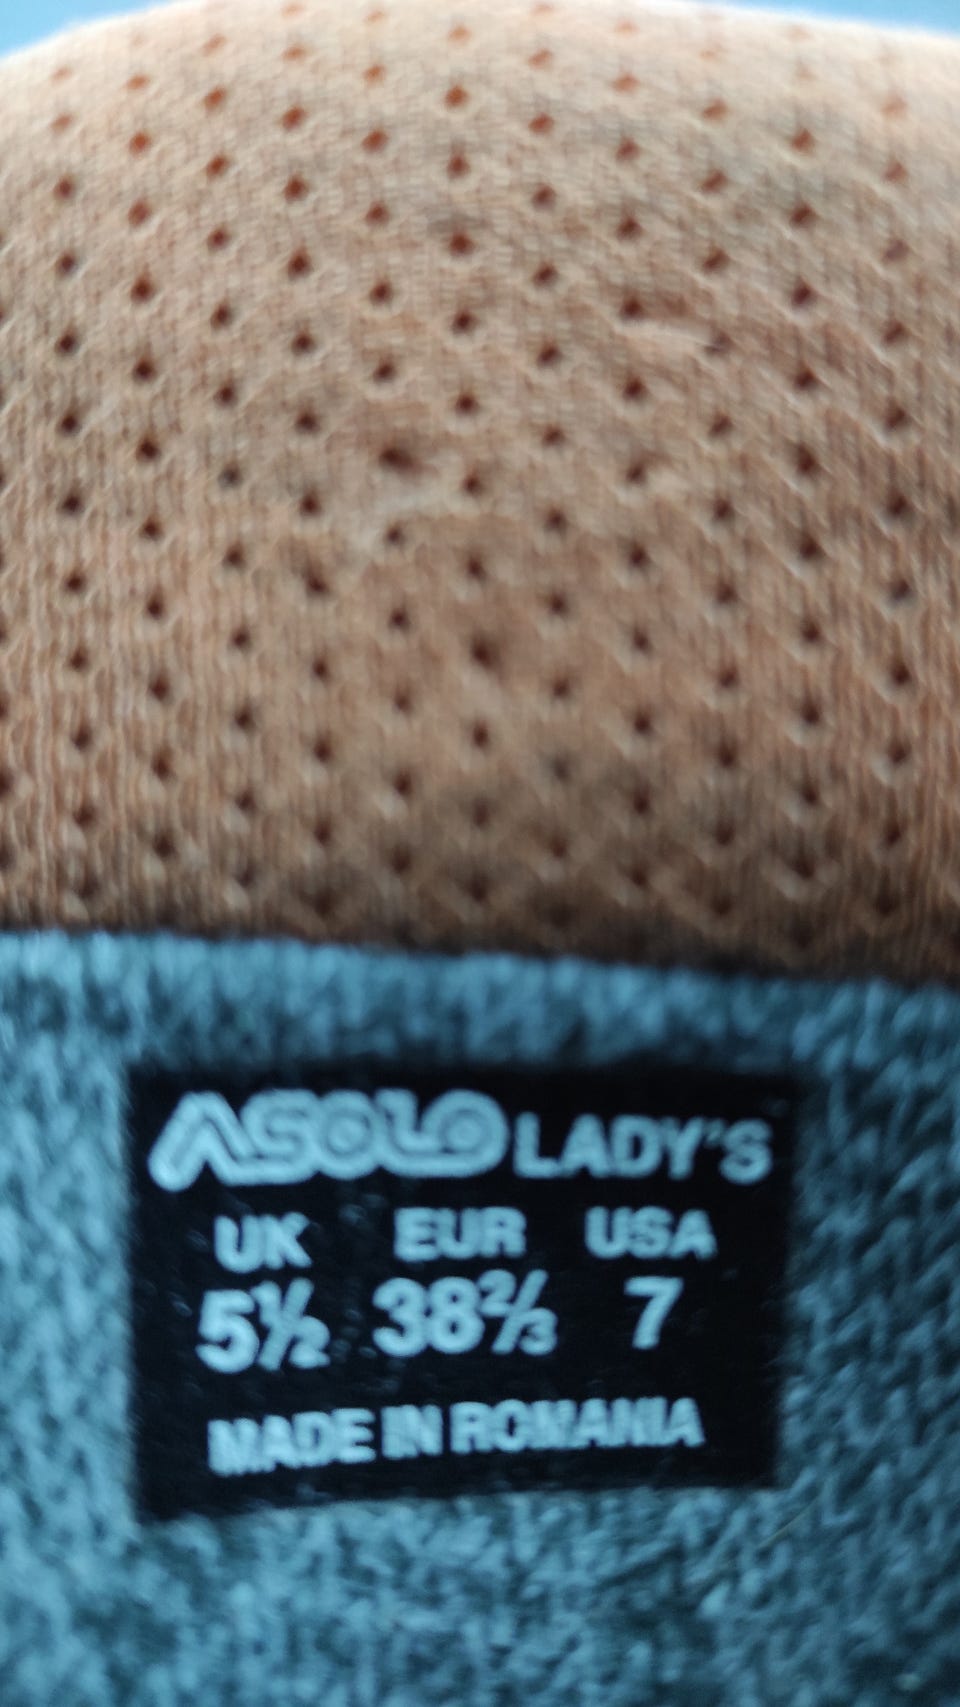 ASOLO LADY'S
UK EUR USA
5½ 38⅔ 7
MADE IN ROMANIA